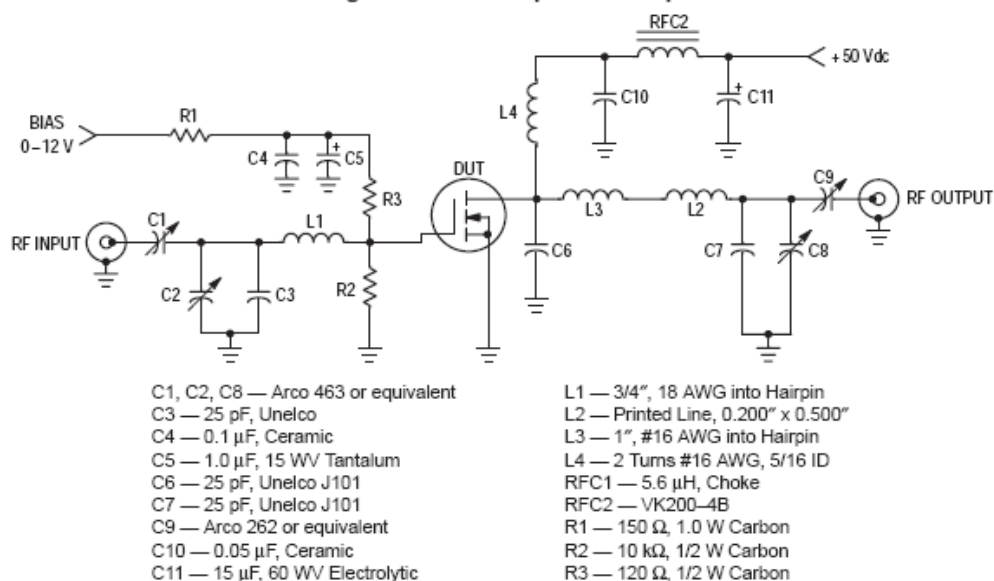 RFC2
+50 Vdc
C10
C11
L4
BIAS
0–12 V
R1
C4
C5
R3
DUT
C9
RF OUTPUT
L3
L2
C1
L1
RF INPUT
C6
C7
C8
C2
C3
R2
C1, C2, C8 — Arco 463 or equivalent
C3 — 25 pF, Unelco
C4 — 0.1 μF, Ceramic
C5 — 1.0 μF, 15 WV Tantalum
C6 — 25 pF, Unelco J101
C7 — 25 pF, Unelco J101
C9 — Arco 262 or equivalent
C10 — 0.05 μF, Ceramic
C11 — 15 μF, 60 WV Electrolytic
L1 — 3/4″, 18 AWG into Hairpin
L2 — Printed Line, 0.200″ x 0.500″
L3 — 1″, #16 AWG into Hairpin
L4 — 2 Turns #16 AWG, 5/16 ID
RFC1 — 5.6 μH, Choke
RFC2 — VK200–4B
R1 — 150 Ω, 1.0 W Carbon
R2 — 10 kΩ, 1/2 W Carbon
R3 — 120 Ω, 1/2 W Carbon